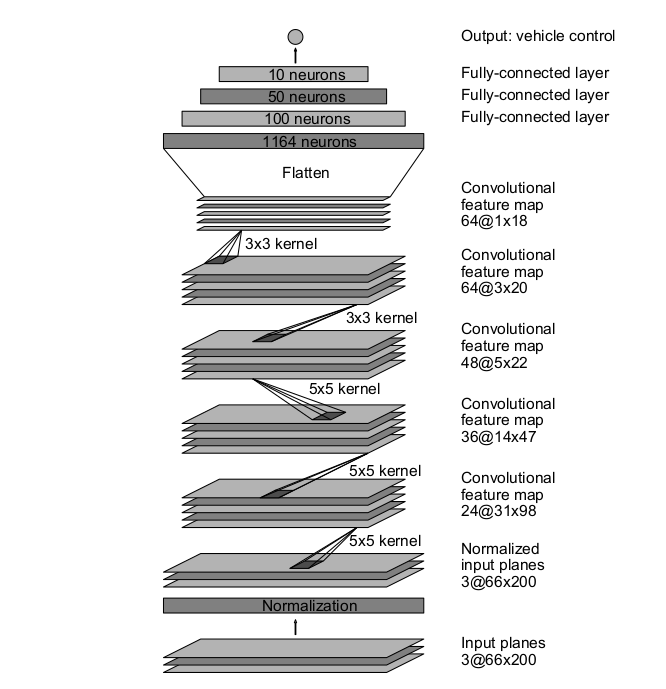 Output: vehicle control
10 neurons
Fully-connected layer
50 neurons
Fully-connected layer
100 neurons
Fully-connected layer
1164 neurons
Flatten
Convolutional
feature map
64@1x18
3x3 kernel
Convolutional
feature map
64@3x20
3x3 kernel
Convolutional
feature map
48@5x22
5x5 kernel
Convolutional
feature map
36@14x47
5x5 kernel
Convolutional
feature map
24@31x98
5x5 kernel
Normalized
input planes
3@66x200
Normalization
Input planes
3@66x200